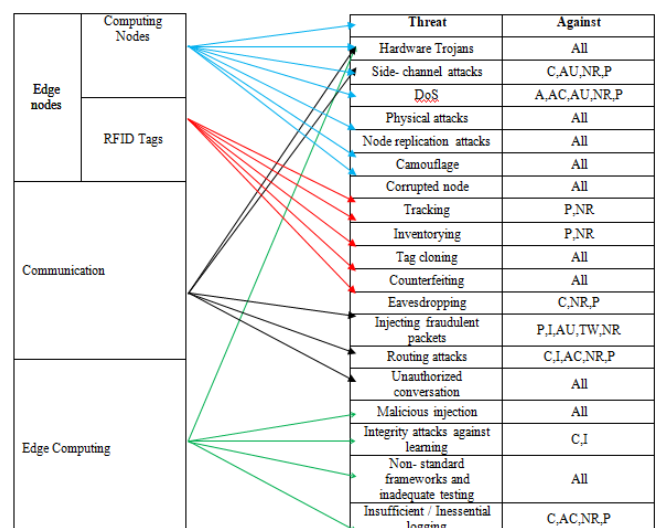 Computing
Nodes
Edge
nodes
RFID Tags
Communication
Edge Computing
Threat Against
Hardware Trojans All
Side- channel attacks C,AU,NR,P
DoS A,AC,AU,NR,P
Physical attacks All
Node replication attacks All
Camouflage All
Corrupted node All
Tracking P,NR
Inventorying P,NR
Tag cloning All
Counterfeiting All
Eavesdropping C,NR,P
Injecting fraudulent
packets P,I,AU,TW,NR
Routing attacks C,I,AC,NR,P
Unauthorized
conversation All
Malicious injection All
Integrity attacks against
learning C,I
Non- standard
frameworks and All
inadequate testing
Insufficient / Inessential
logging C,AC,NR,P